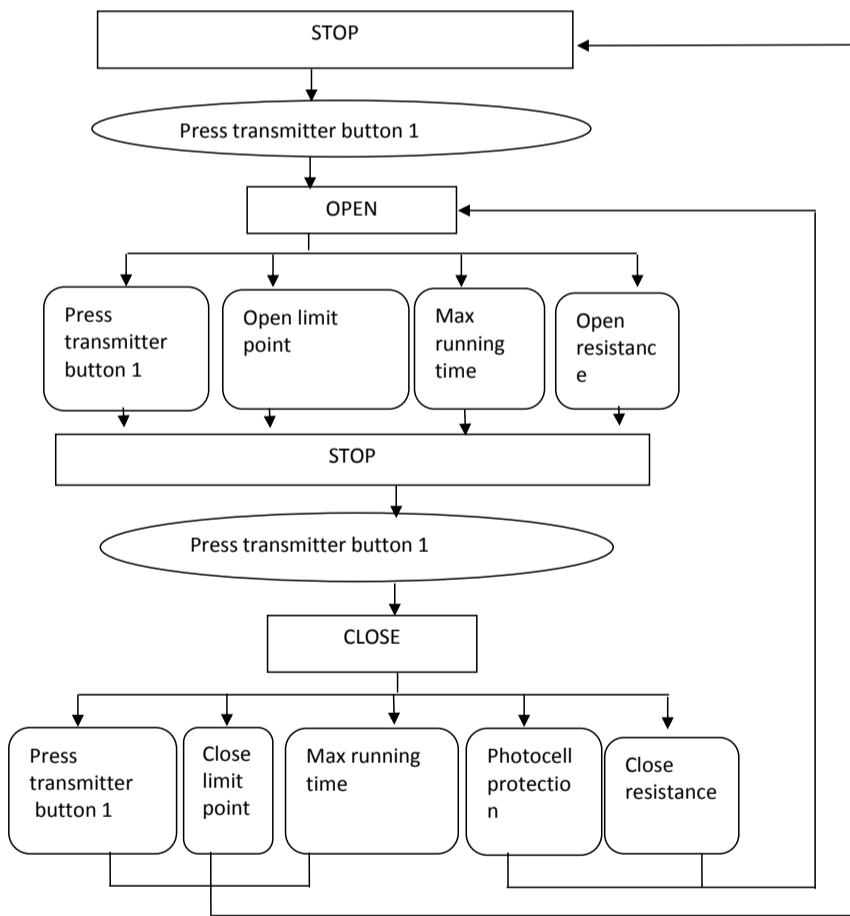 STOP
Press transmitter button 1
OPEN
Press
transmitter
button 1
Open limit
point
Max
running
time
Open
resistanc
e
STOP
Press transmitter button 1
CLOSE
Press
transmitter
button 1
Close
limit
point
Max running
time
Photocell
protectio
n
Close
resistance